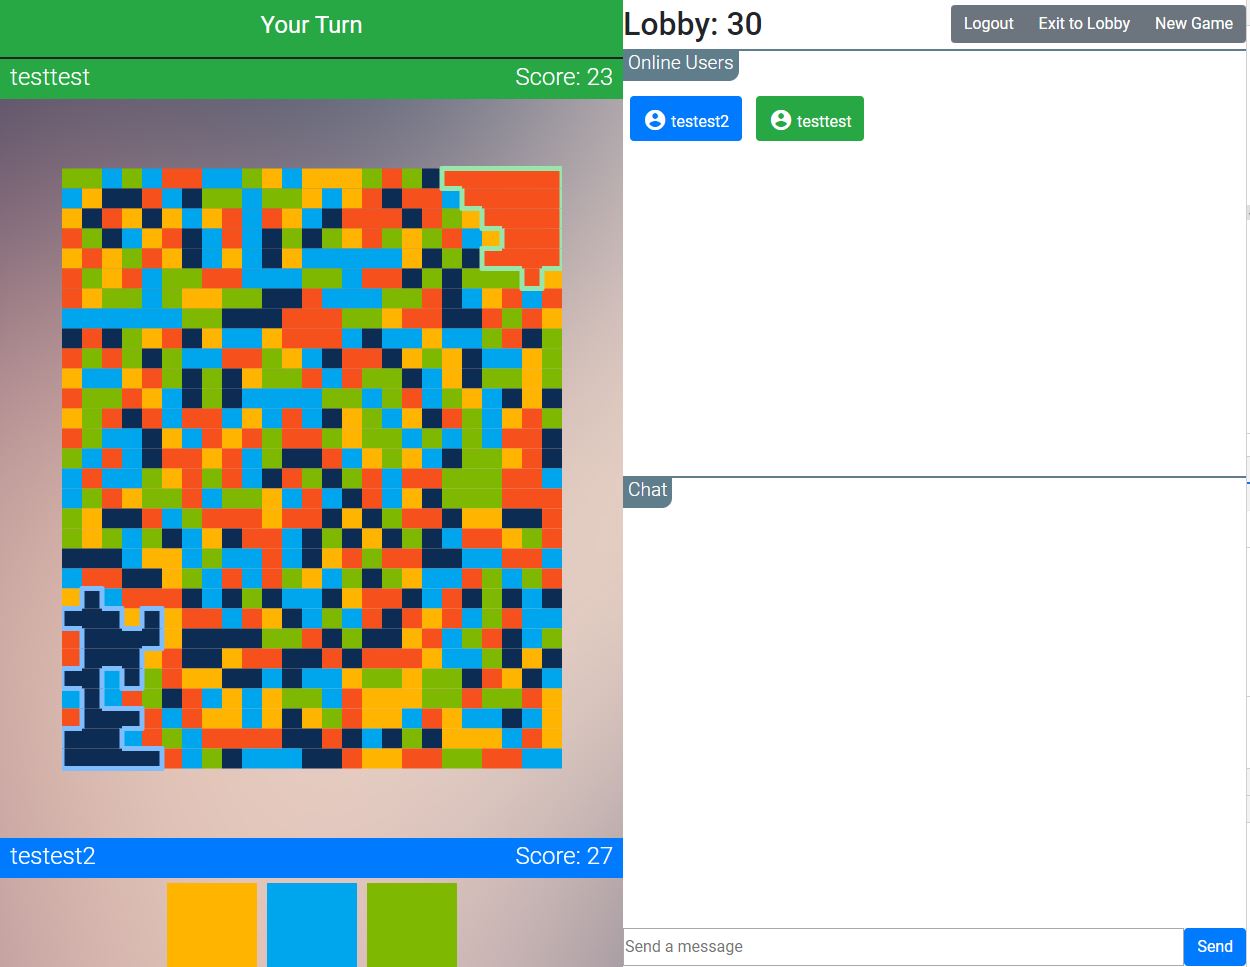 Your Turn
testtest Score: 23
testest2 Score: 27
Lobby: 30
Logout Exit to Lobby New Game
Online Users
testest2 testtest
Chat
Send a message Send